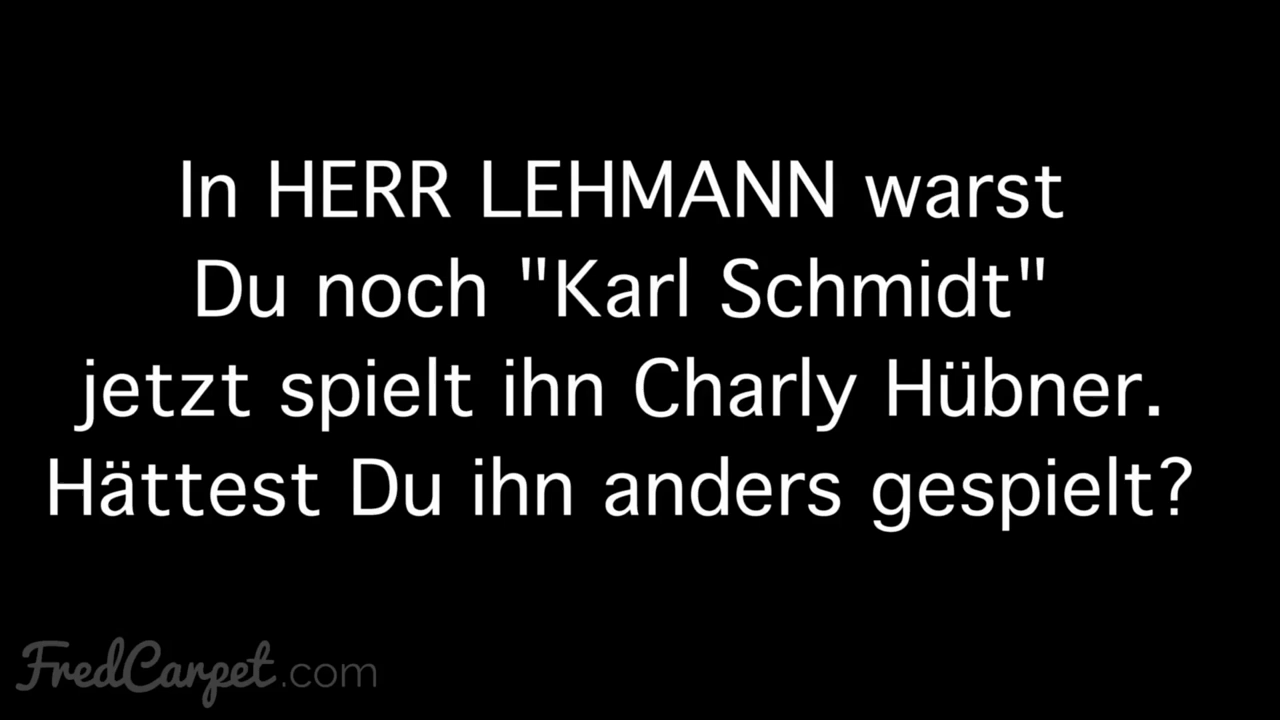 In HERR LEHMANN warst
Du noch "Karl Schmidt"
jetzt spielt ihn Charly Hübner.
Hättest Du ihn anders gespielt?
FredCarpet.com